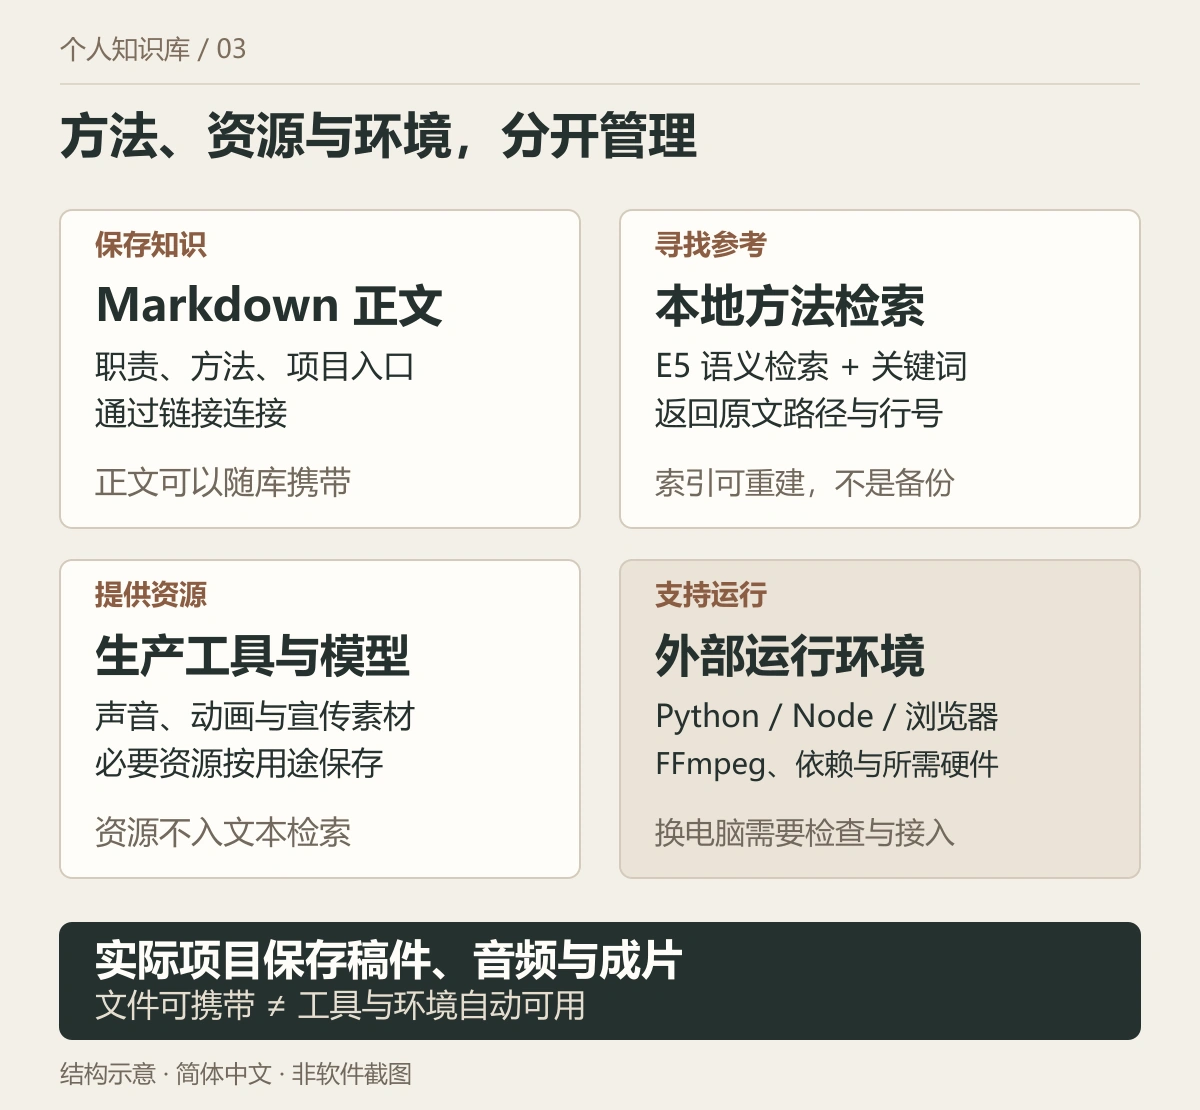 个人知识库 / 03
方法、资源与环境，分开管理
保存知识
Markdown 正文
职责、方法、项目入口
通过链接连接
正文可以随库携带
寻找参考
本地方法检索
E5 语义检索 + 关键词
返回原文路径与行号
索引可重建，不是备份
提供资源
生产工具与模型
声音、动画与宣传素材
必要资源按用途保存
资源不入文本检索
支持运行
外部运行环境
Python / Node / 浏览器
FFmpeg、依赖与所需硬件
换电脑需要检查与接入
实际项目保存稿件、音频与成片
文件可携带 ≠ 工具与环境自动可用
结构示意 · 简体中文 · 非软件截图